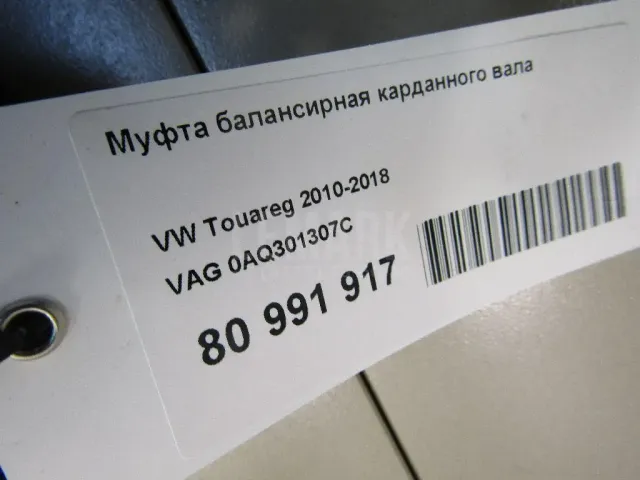 Муфта балансирная карданного вала
VW Touareg 2010-2018
VAG 0AQ301307C
80 991 917